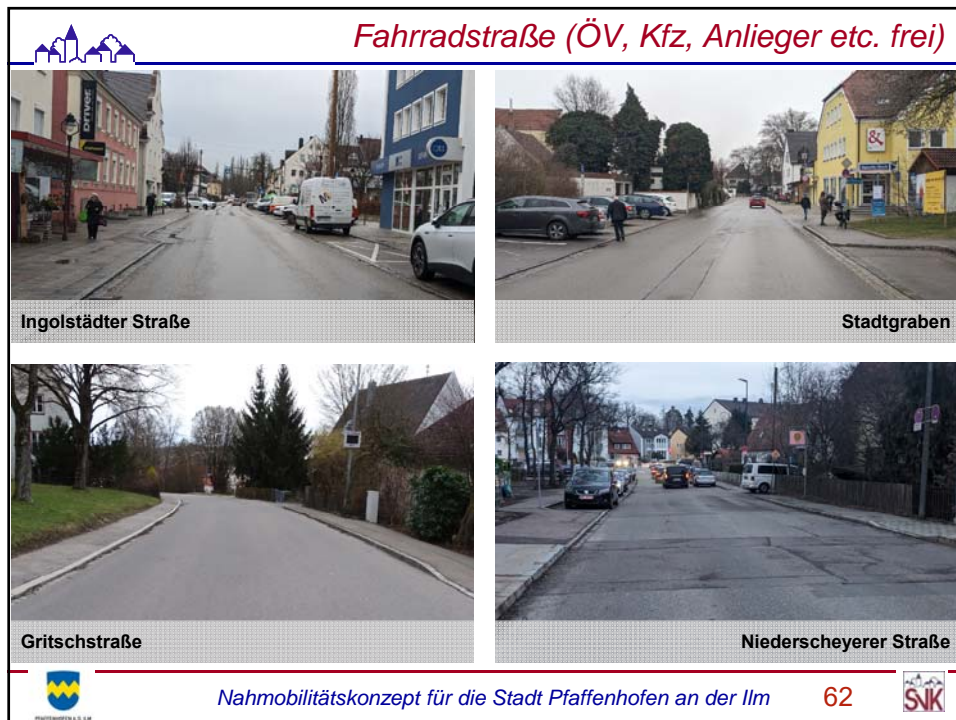 Fahrradstraße (ÖV, Kfz, Anlieger etc. frei)
Ingolstädter Straße
Stadtgraben
&
Gritschstraße
Niederscheyerer Straße
Nahmobilitätskonzept für die Stadt Pfaffenhofen an der Ilm
62
SVK